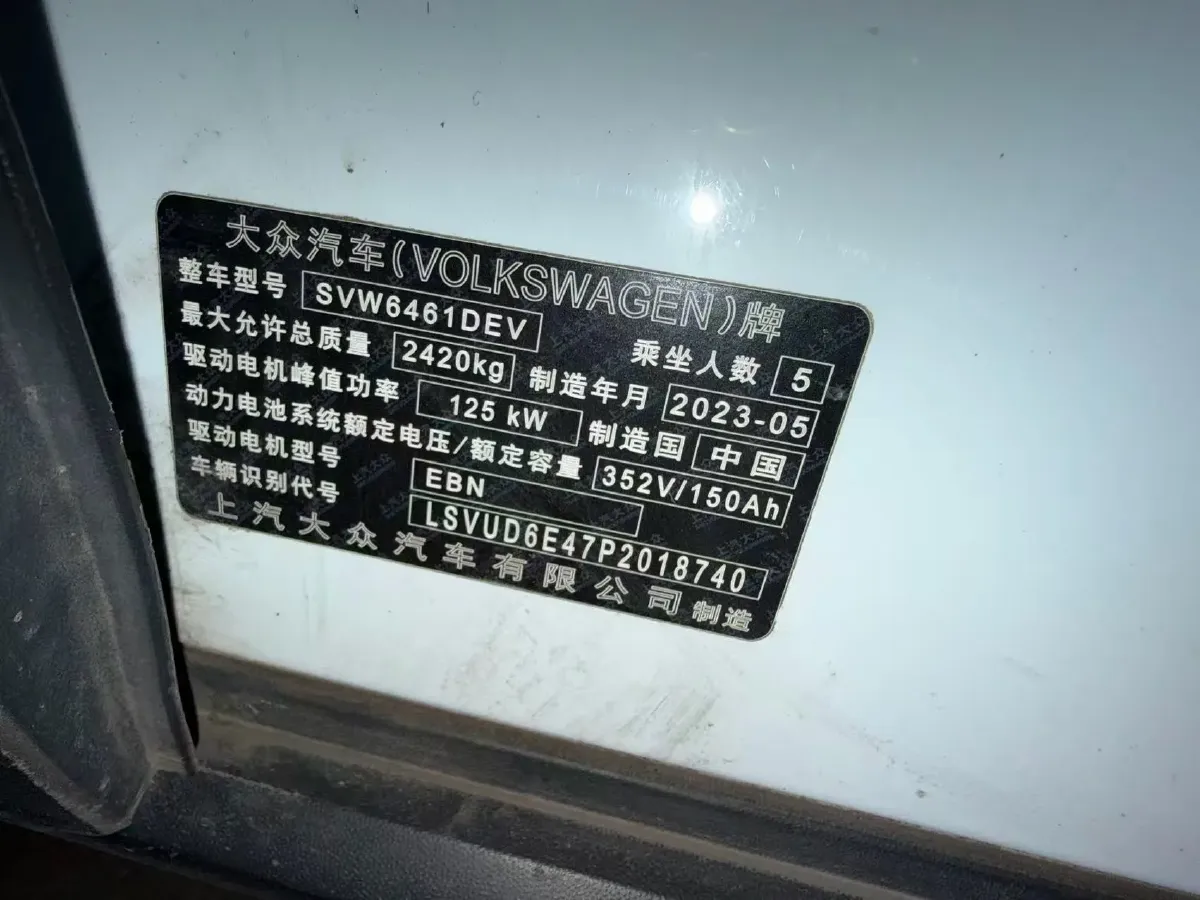 大众汽车(VOLKSWAGEN)牌
整车型号 SVW6461DEV 乘坐人数 5
最大允许总质量 2420kg 制造年月 2023-05
驱动电机峰值功率 125 kW 制造国 中国
动力电池系统额定电压/额定容量 352V/150Ah
驱动电机型号 EBN
车辆识别代号 LSVUD6E47P2018740
上汽大众汽车有限公司 制造